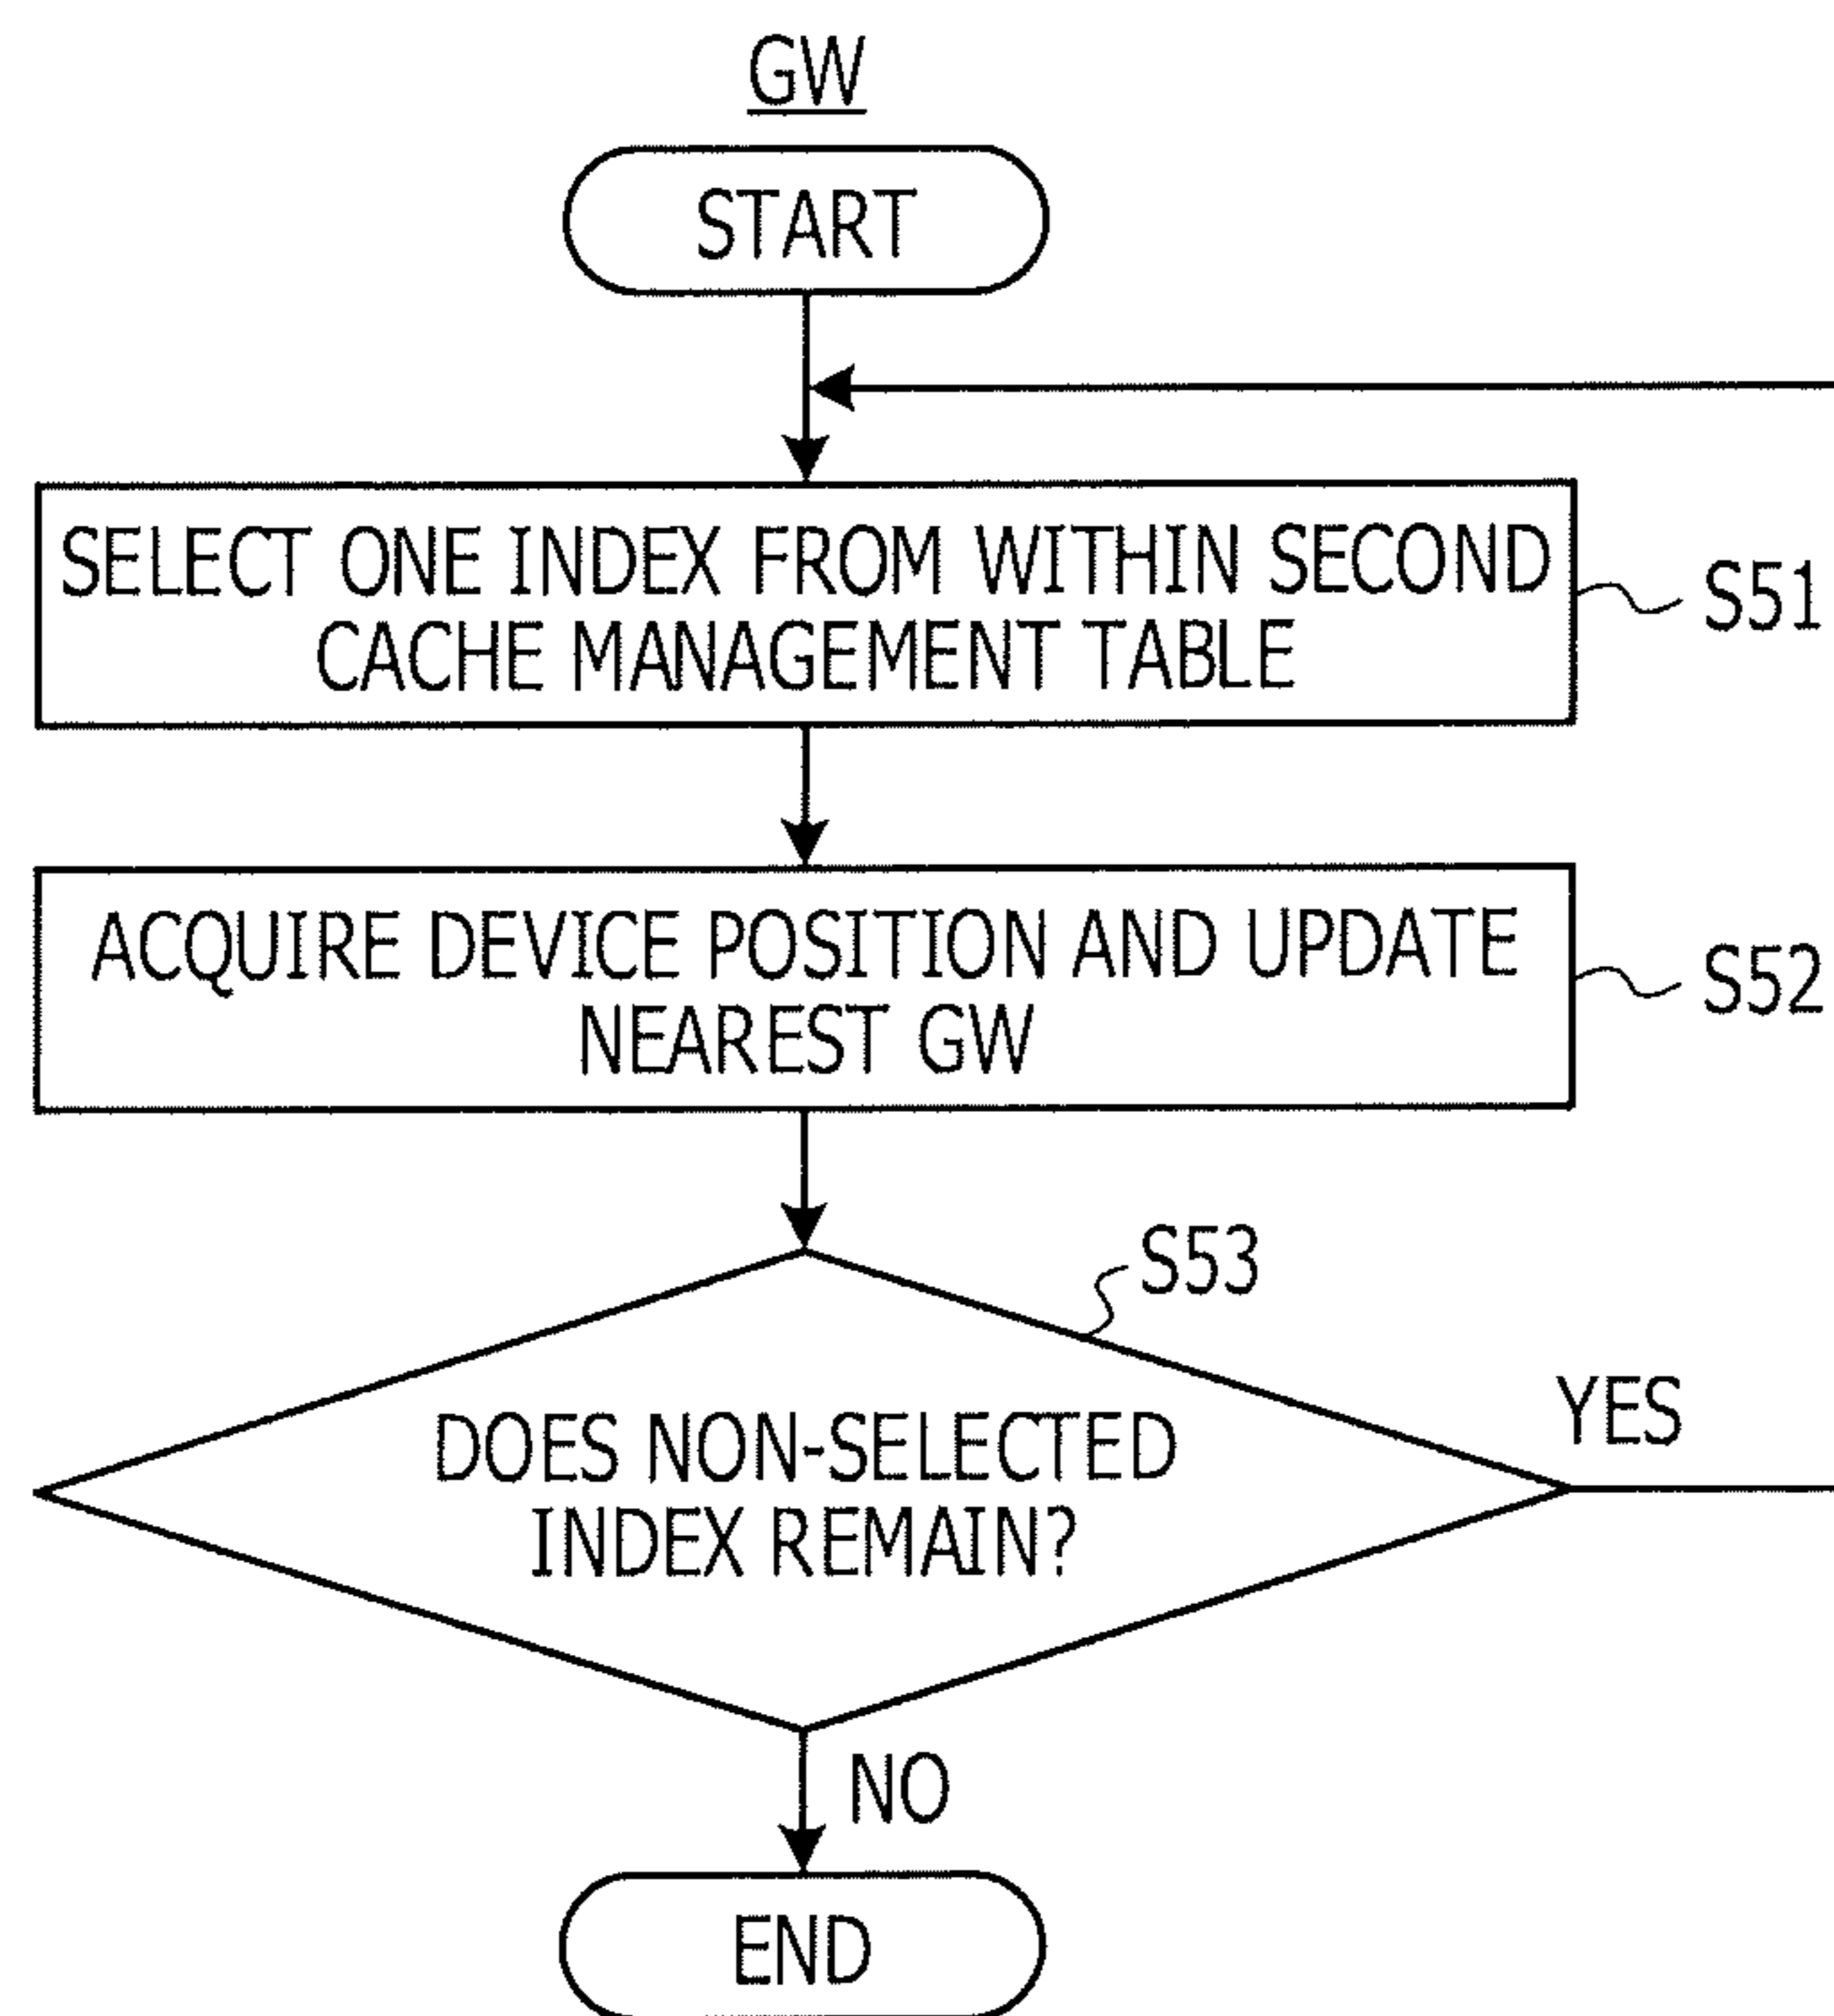 GW
START
SELECT ONE INDEX FROM WITHIN SECOND
CACHE MANAGEMENT TABLE
S51
ACQUIRE DEVICE POSITION AND UPDATE
NEAREST GW
S52
S53
DOES NON-SELECTED
INDEX REMAIN?
YES
NO
END